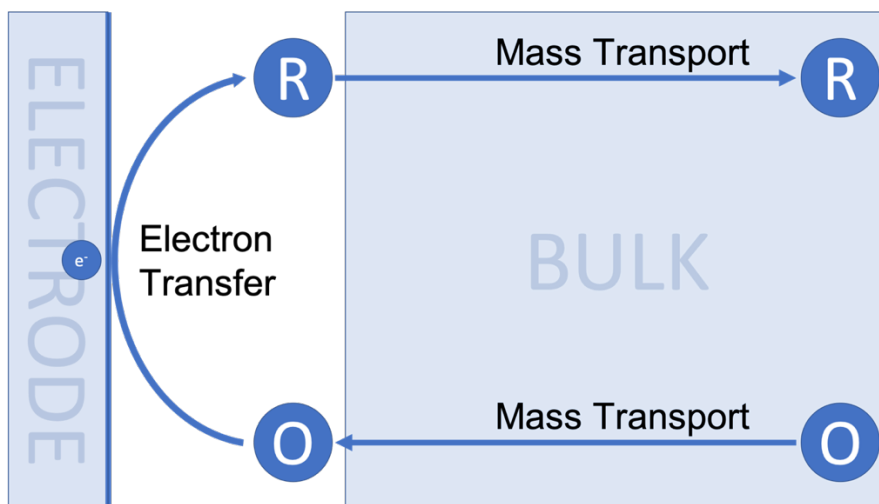 ELECTRODE
R
Mass Transport
R
e-
Electron
Transfer
BULK
O
Mass Transport
O